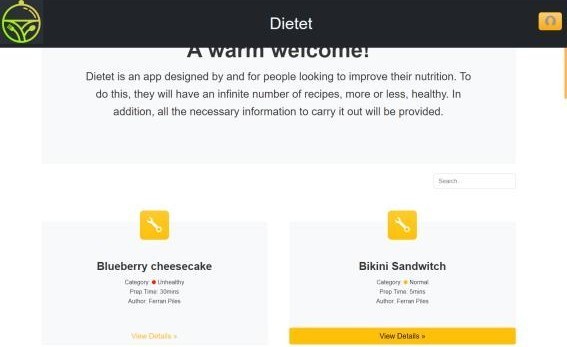 Dietet
A warm welcome!
Dietet is an app designed by and for people looking to improve their nutrition. To
do this, they will have an infinite number of recipes, more or less, healthy. In
addition, all the necessary information to carry it out will be provided.
Search...
Blueberry cheesecake
Category: Unhealthy
Prep Time: 30mins
Author: Ferran Piles
View Details »
Bikini Sandwitch
Category: Normal
Prep Time: 5mins
Author: Ferran Piles
View Details »